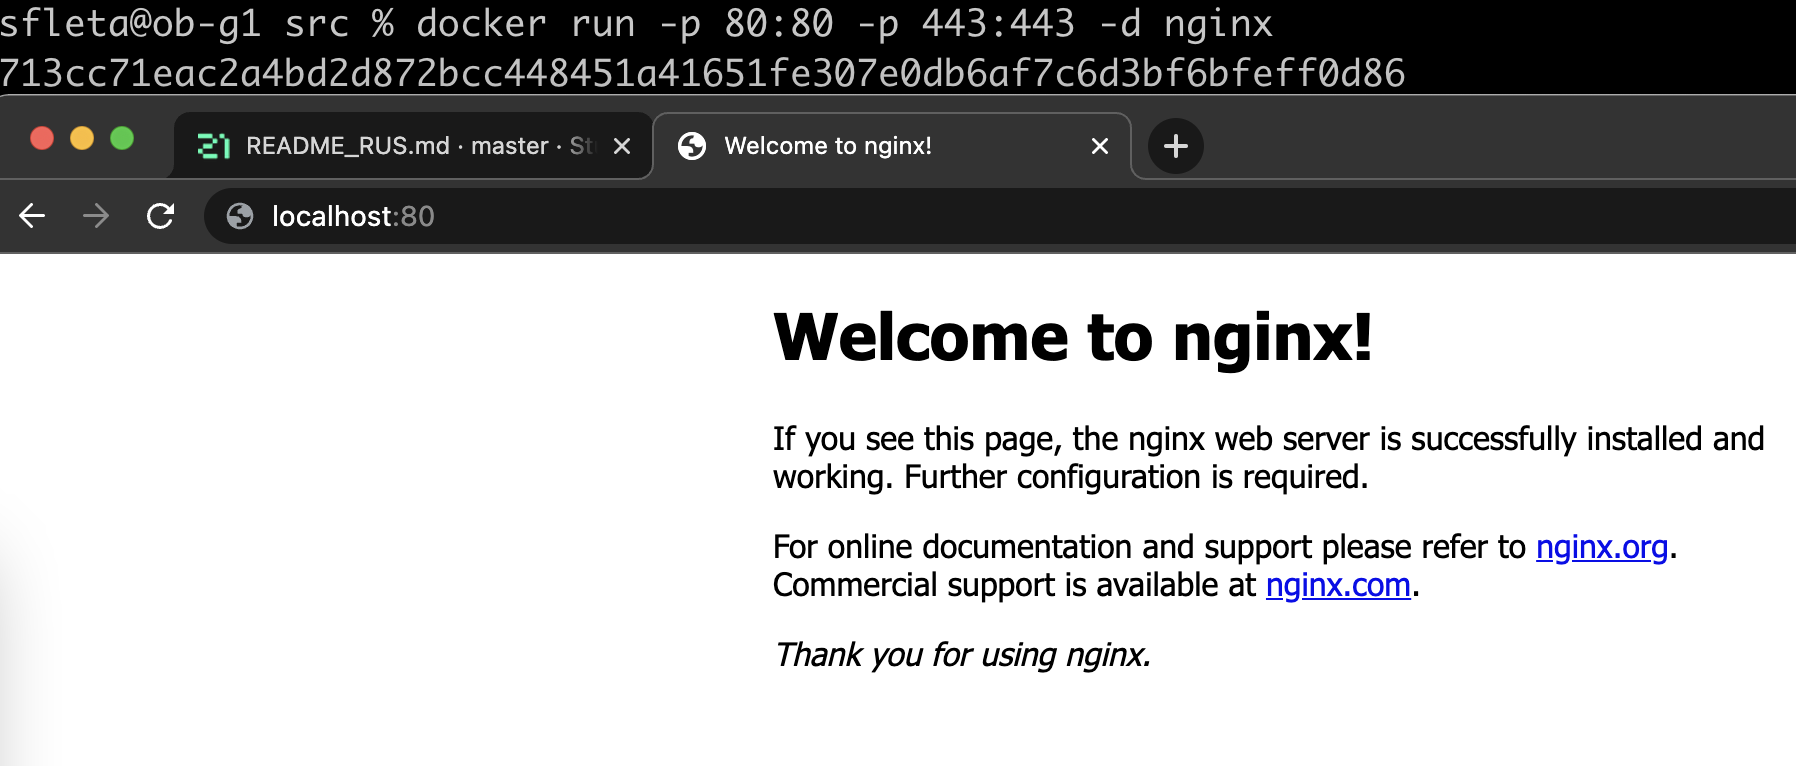 sfleta@ob-g1 src % docker run -p 80:80 -p 443:443 -d nginx
713cc71eac2a4bd2d872bcc448451a41651fe307e0db6af7c6d3bf6bfeff0d86
21 README_RUS.md · master · St
Welcome to nginx!
localhost:80
Welcome to nginx!
If you see this page, the nginx web server is successfully installed and
working. Further configuration is required.
For online documentation and support please refer to nginx.org.
Commercial support is available at nginx.com.
Thank you for using nginx.